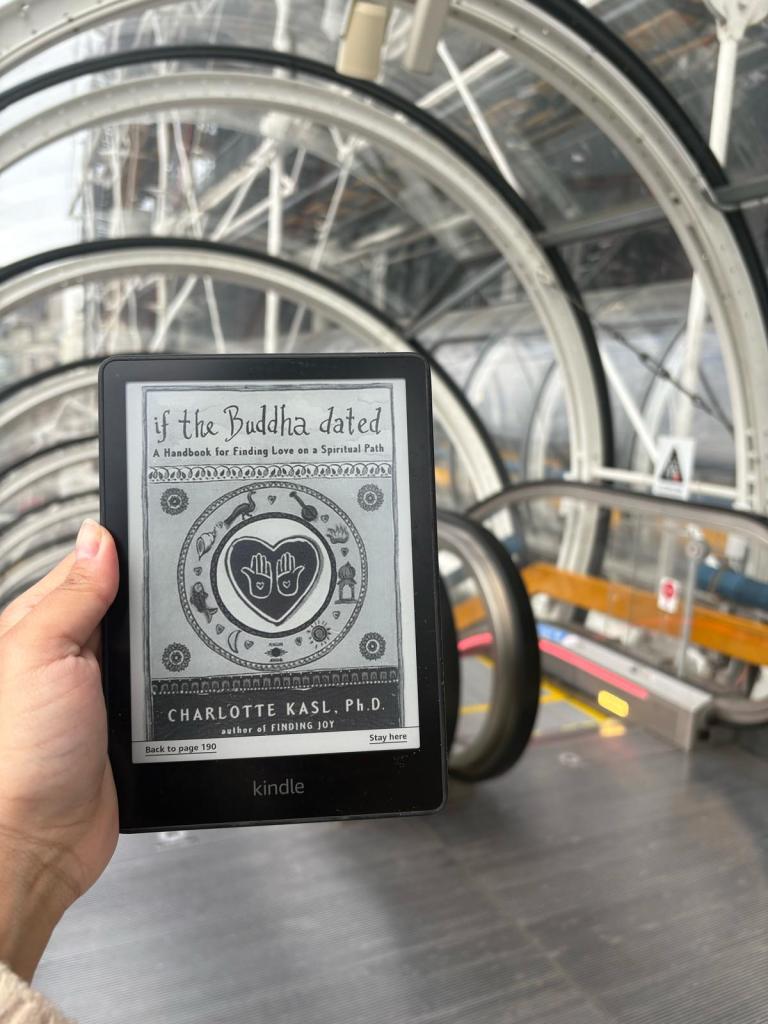 if the Buddha dated
A Handbook for Finding Love on a Spiritual Path
CHARLOTTE KASL, Ph.D.
author of FINDING JOY
Back to page 190
Stay here
kindle